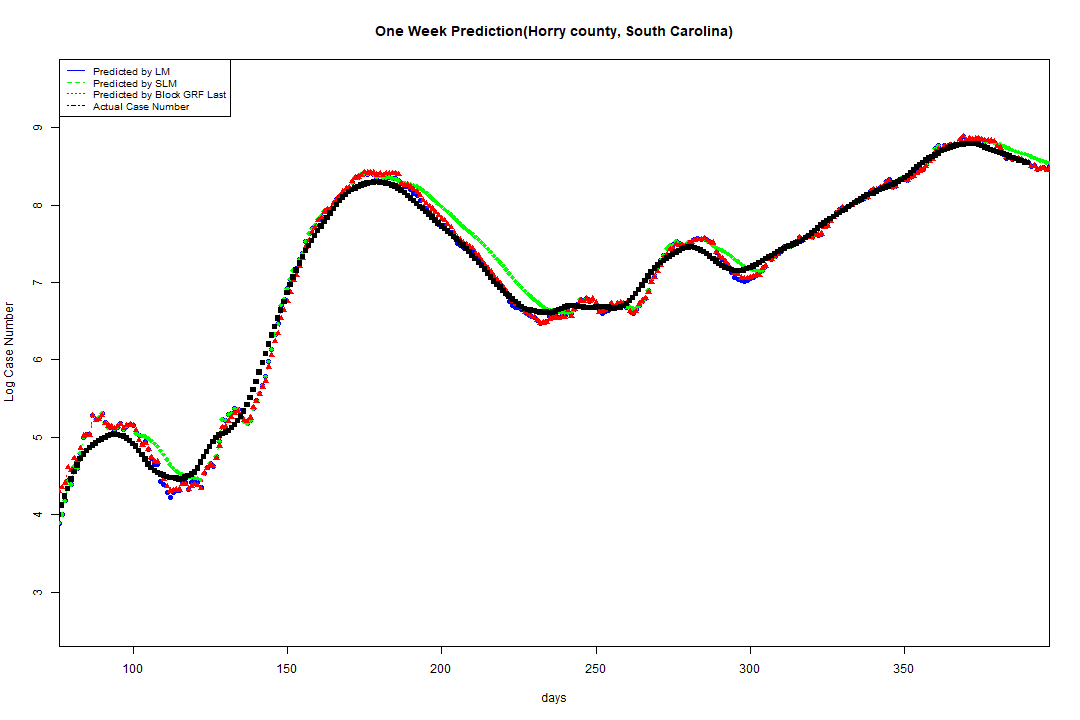 One Week Prediction(Horry county, South Carolina)
Predicted by LM
Predicted by SLM
Predicted by Block GRF Last
Actual Case Number
9
8
7
6
5
4
3
Log Case Number
100 150 200 250 300 350
days